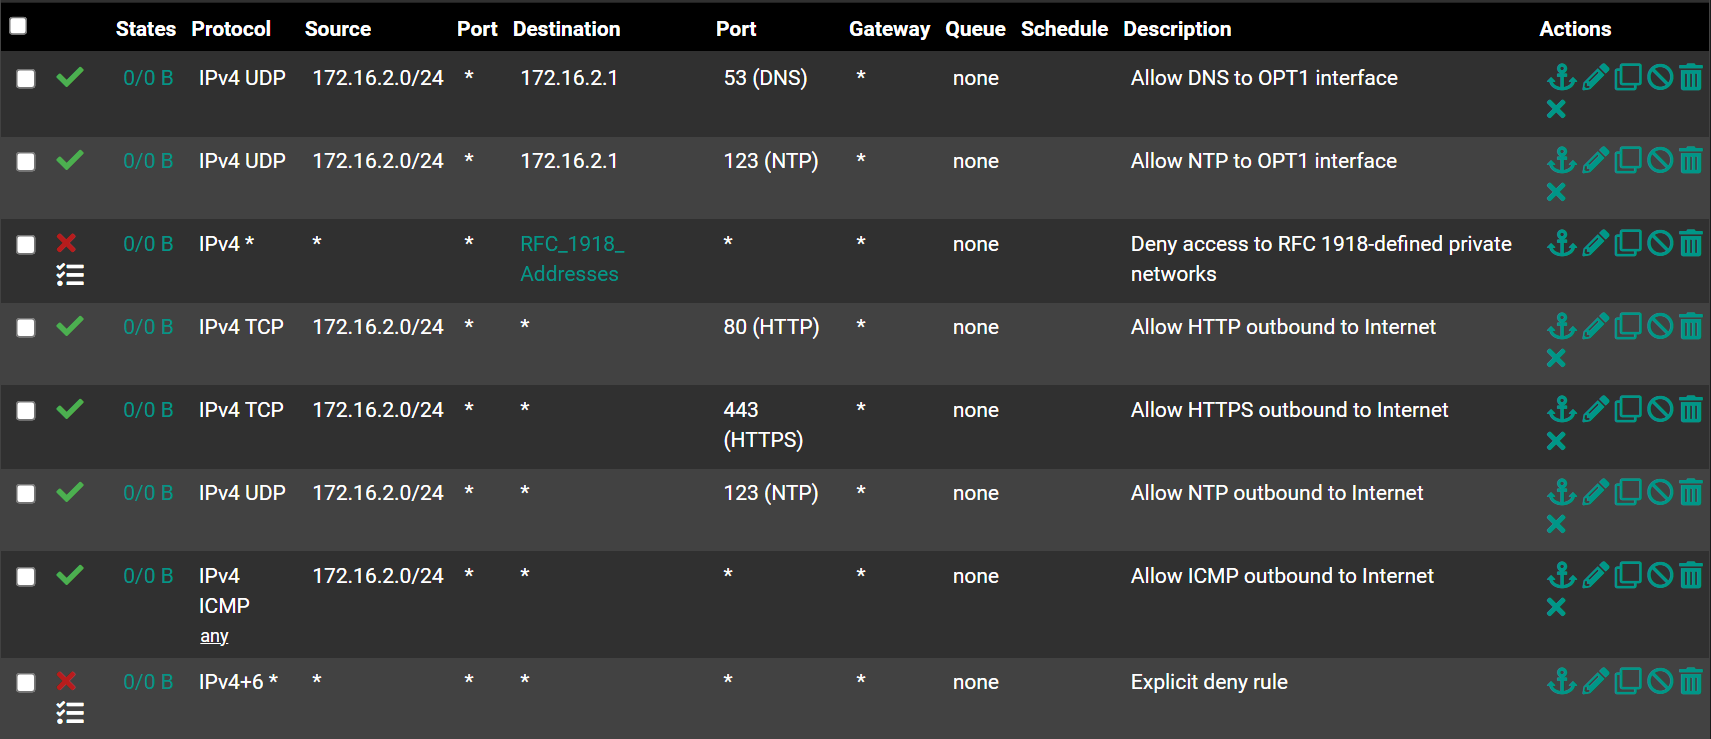 States Protocol Source Port Destination Port Gateway Queue Schedule Description Actions
0/0 B IPv4 UDP 172.16.2.0/24 * 172.16.2.1 53 (DNS) * none Allow DNS to OPT1 interface
0/0 B IPv4 UDP 172.16.2.0/24 * 172.16.2.1 123 (NTP) * none Allow NTP to OPT1 interface
0/0 B IPv4 * * * RFC_1918_ * * none Deny access to RFC 1918-defined private
Addresses networks
0/0 B IPv4 TCP 172.16.2.0/24 * * 80 (HTTP) * none Allow HTTP outbound to Internet
0/0 B IPv4 TCP 172.16.2.0/24 * * 443 * none Allow HTTPS outbound to Internet
(HTTPS)
0/0 B IPv4 UDP 172.16.2.0/24 * * 123 (NTP) * none Allow NTP outbound to Internet
0/0 B IPv4 172.16.2.0/24 * * * * none Allow ICMP outbound to Internet
ICMP
any
0/0 B IPv4+6 * * * * * * none Explicit deny rule